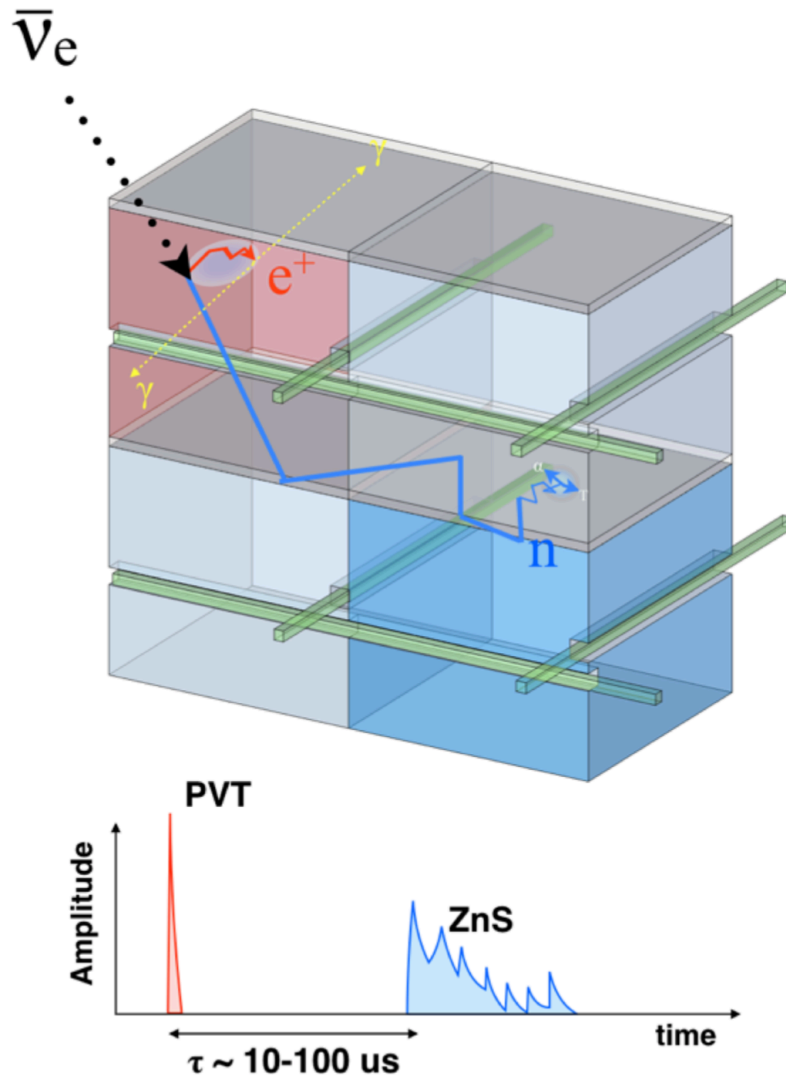 ν̄e
γ
e⁺
γ
α
T
n
PVT
Amplitude
ZnS
time
τ ~ 10-100 us